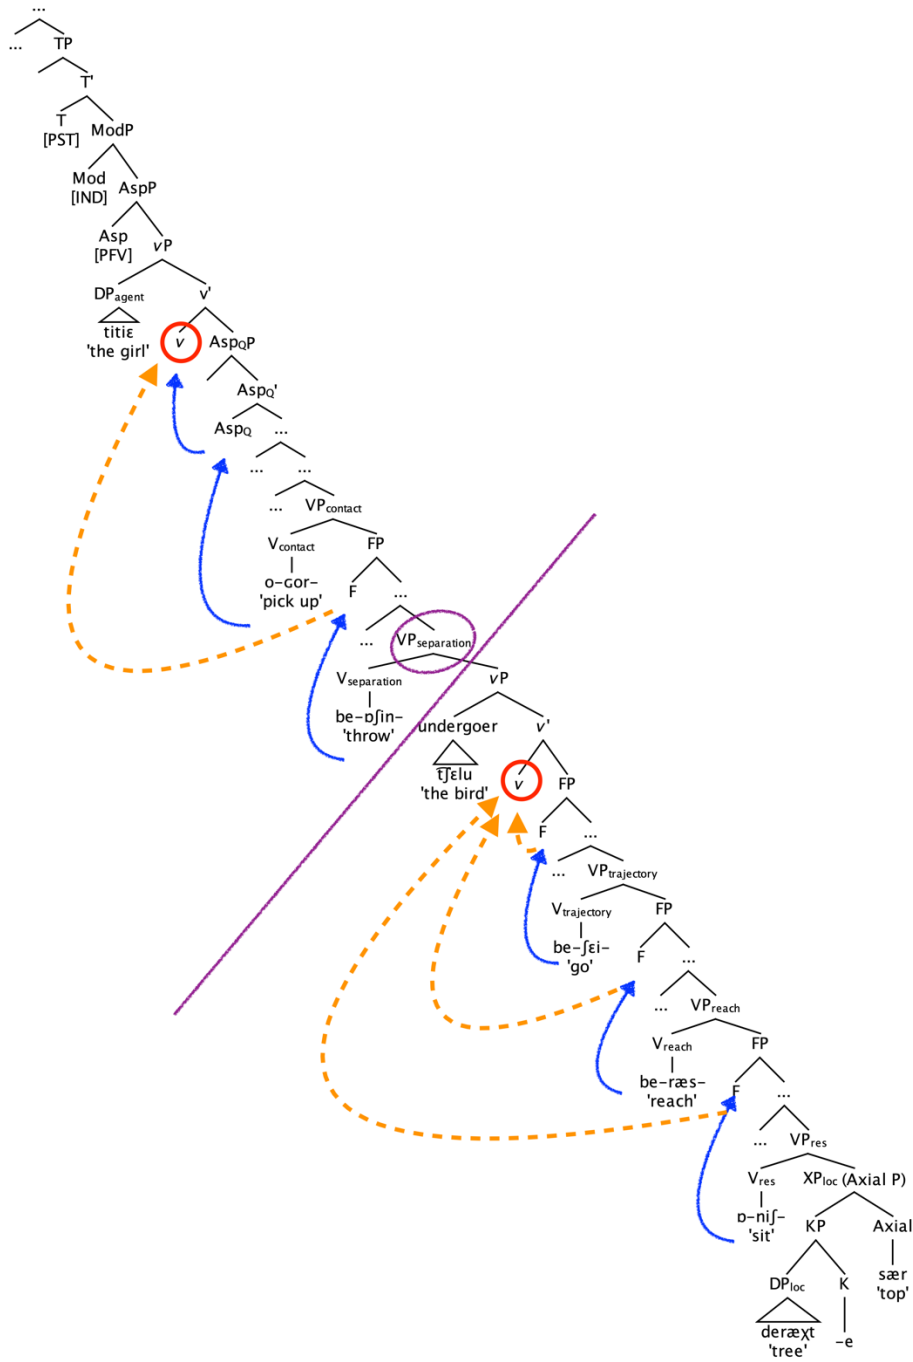 ...
... TP
T'
T
[PST] ModP
Mod
[IND] AspP
Asp
[PFV] vP
DPagent v'
titiɛ
'the girl' v AspQP
AspQ'
AspQ ...
... ...
... VPcontact
Vcontact FP
o-ɢor-
'pick up' F ...
... VPseparation
Vseparation vP
be-ɒʃin-
'throw' undergoer v'
t͡ʃɛlu
'the bird' v FP
F ...
... VPtrajectory
Vtrajectory FP
be-ʃɛi-
'go' F ...
... VPreach
Vreach FP
be-ræs-
'reach' F ...
... VPres
Vres XPloc (Axial P)
ɒ-niʃ-
'sit' KP Axial
DPloc K sær
'top'
deræχt
'tree' -e